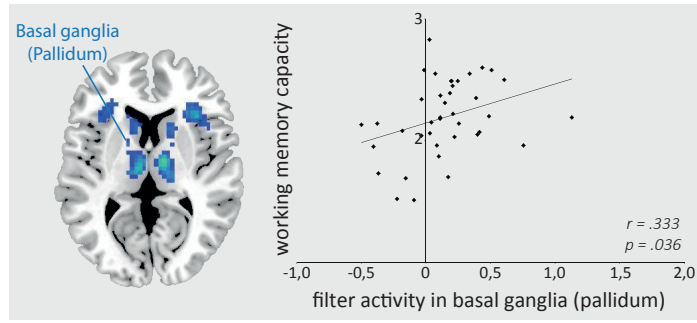 Basal ganglia
(Pallidum)
working memory capacity
3
2
r = .333
p = .036
-1,0 -0,5 0 0,5 1,0 1,5 2,0
filter activity in basal ganglia (pallidum)